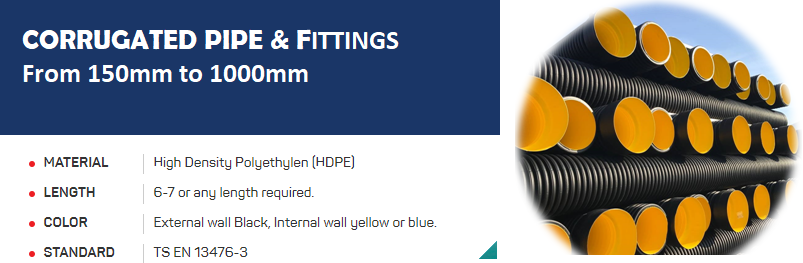 CORRUGATED PIPE & FITTINGS
From 150mm to 1000mm
MATERIAL High Density Polyethylen (HDPE)
LENGTH 6-7 or any length required.
COLOR External wall Black, Internal wall yellow or blue.
STANDARD TS EN 13476-3